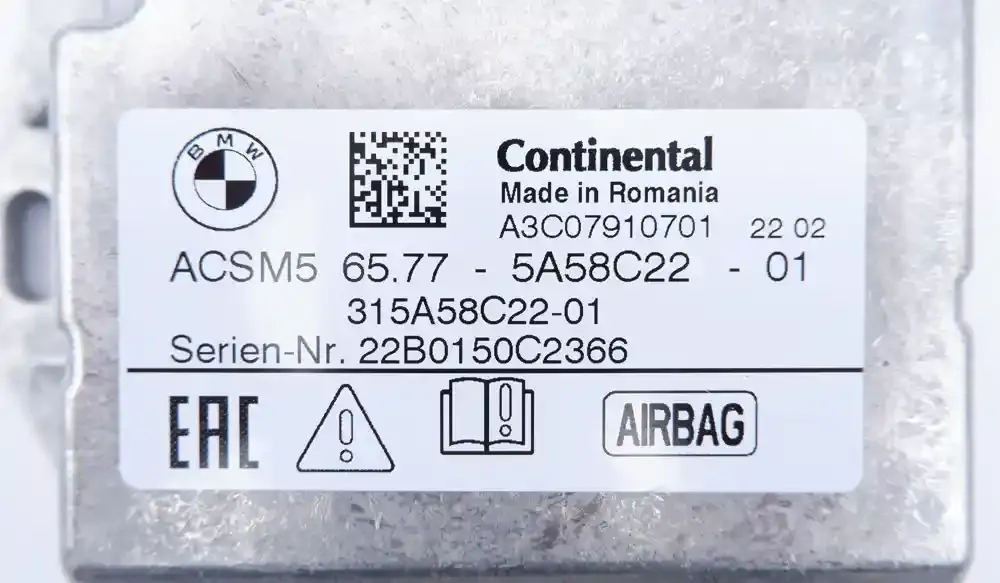 BMW
Continental
Made in Romania
A3C07910701 22 02
ACSM5 65.77 - 5A58C22 - 01
315A58C22-01
Serien-Nr. 22B0150C2366
EAC
AIRBAG